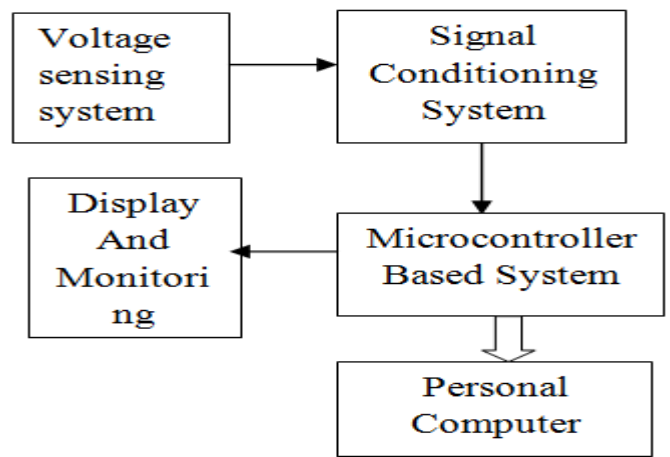 Voltage
sensing
system
Signal
Conditioning
System
Display
And
Monitori
ng
Microcontroller
Based System
Personal
Computer